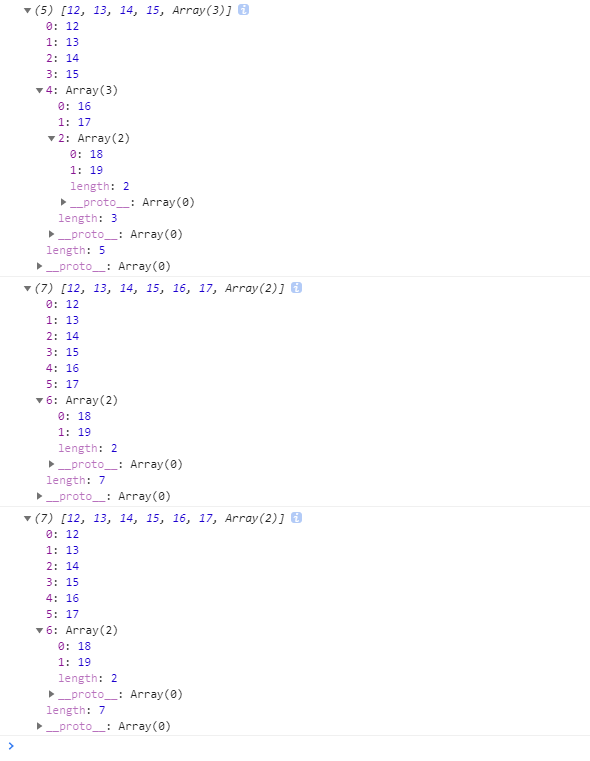 (5) [12, 13, 14, 15, Array(3)] i
0: 12
1: 13
2: 14
3: 15
4: Array(3)
0: 16
1: 17
2: Array(2)
0: 18
1: 19
length: 2
__proto__: Array(0)
length: 3
__proto__: Array(0)
length: 5
__proto__: Array(0)
(7) [12, 13, 14, 15, 16, 17, Array(2)] i
0: 12
1: 13
2: 14
3: 15
4: 16
5: 17
6: Array(2)
0: 18
1: 19
length: 2
__proto__: Array(0)
length: 7
__proto__: Array(0)
(7) [12, 13, 14, 15, 16, 17, Array(2)] i
0: 12
1: 13
2: 14
3: 15
4: 16
5: 17
6: Array(2)
0: 18
1: 19
length: 2
__proto__: Array(0)
length: 7
__proto__: Array(0)